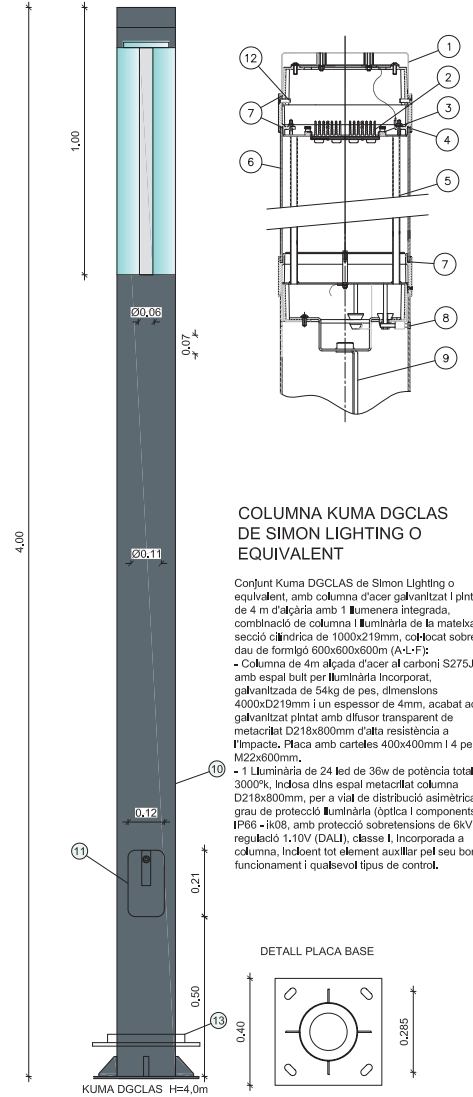 1.00
4.00
Ø0.06
0.07
Ø0.11
10
0.12
11
0.21
0.50
13
KUMA DGCLAS H=4,0m
1
12
2
3
7
4
6
5
7
8
9
COLUMNA KUMA DGCLAS
DE SIMON LIGHTING O
EQUIVALENT
Conjunt Kuma DGCLAS de Simon Lighting o
equivalent, amb columna d'acer galvanitzat i pint
de 4 m d'alçària amb 1 llumenera integrada,
combinació de columna i lluminària de la mateixa
secció cilíndrica de 1000x219mm, col·locat sobre
dau de formigó 600x600x600m (A·L·F):
- Columna de 4m alçada d'acer al carboni S275J
amb espai buit per lluminària incorporat,
galvanitzada de 54kg de pes, dimensions
4000xD219mm i un espessor de 4mm, acabat ac
galvanitzat pintat amb difusor transparent de
metacrilat D218x800mm d'alta resistència a
l'impacte. Placa amb carteles 400x400mm i 4 pe
M22x600mm.
- 1 Lluminària de 24 led de 36w de potència total
3000ºk, inclosa dins espai metacrilat columna
D218x800mm, per a vial de distribució asimètrica
grau de protecció lluminària (òptica i components
IP66 - ik08, amb protecció sobretensions de 6kV
regulació 1.10V (DALI), classe I, incorporada a
columna, incloent tot element auxiliar pel seu bon
funcionament i qualsevol tipus de control.
DETALL PLACA BASE
0.40
0.285